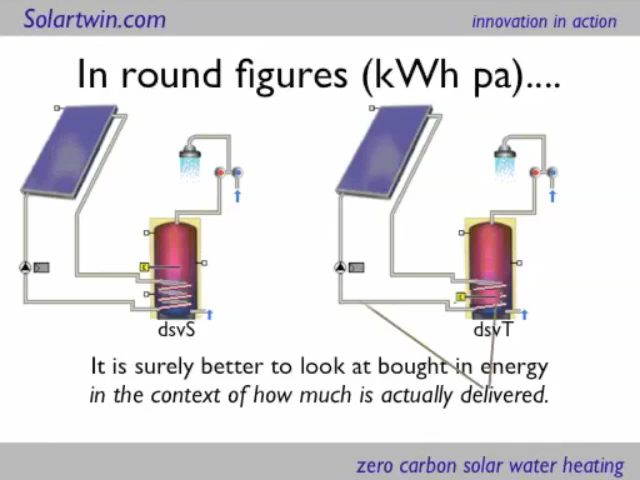 Solartwin.com
innovation in action
In round figures (kWh pa)....
dsvS
dsvT
It is surely better to look at bought in energy
in the context of how much is actually delivered.
zero carbon solar water heating